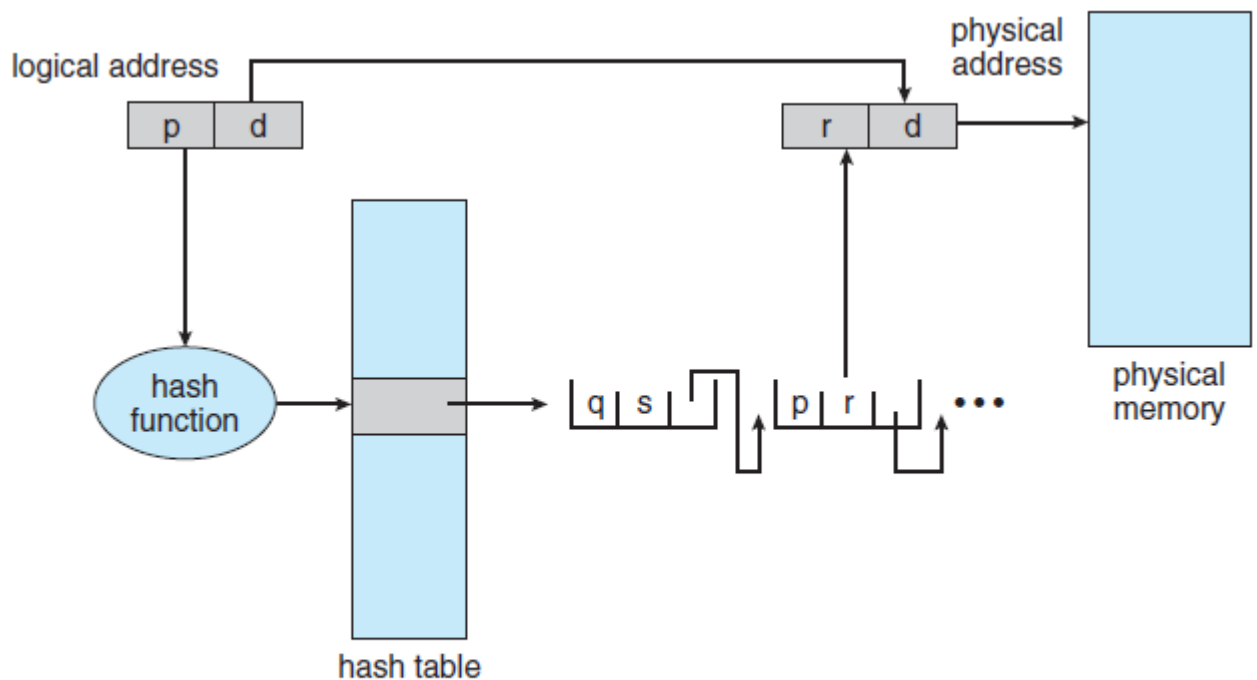 logical address
physical
address
p d
r d
hash
function
q s
p r
•••
physical
memory
hash table